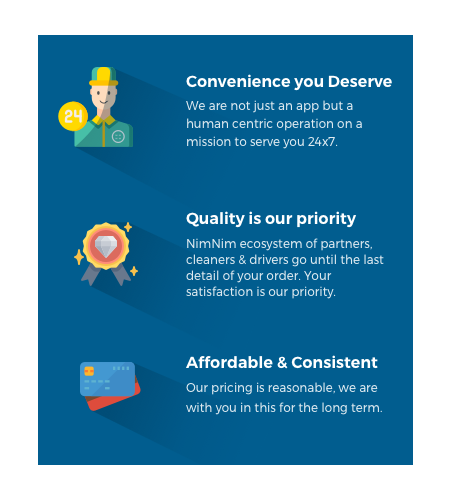 24
Convenience you Deserve
We are not just an app but a
human centric operation on a
mission to serve you 24x7.
Quality is our priority
NimNim ecosystem of partners,
cleaners & drivers go until the last
detail of your order. Your
satisfaction is our priority.
Affordable & Consistent
Our pricing is reasonable, we are
with you in this for the long term.